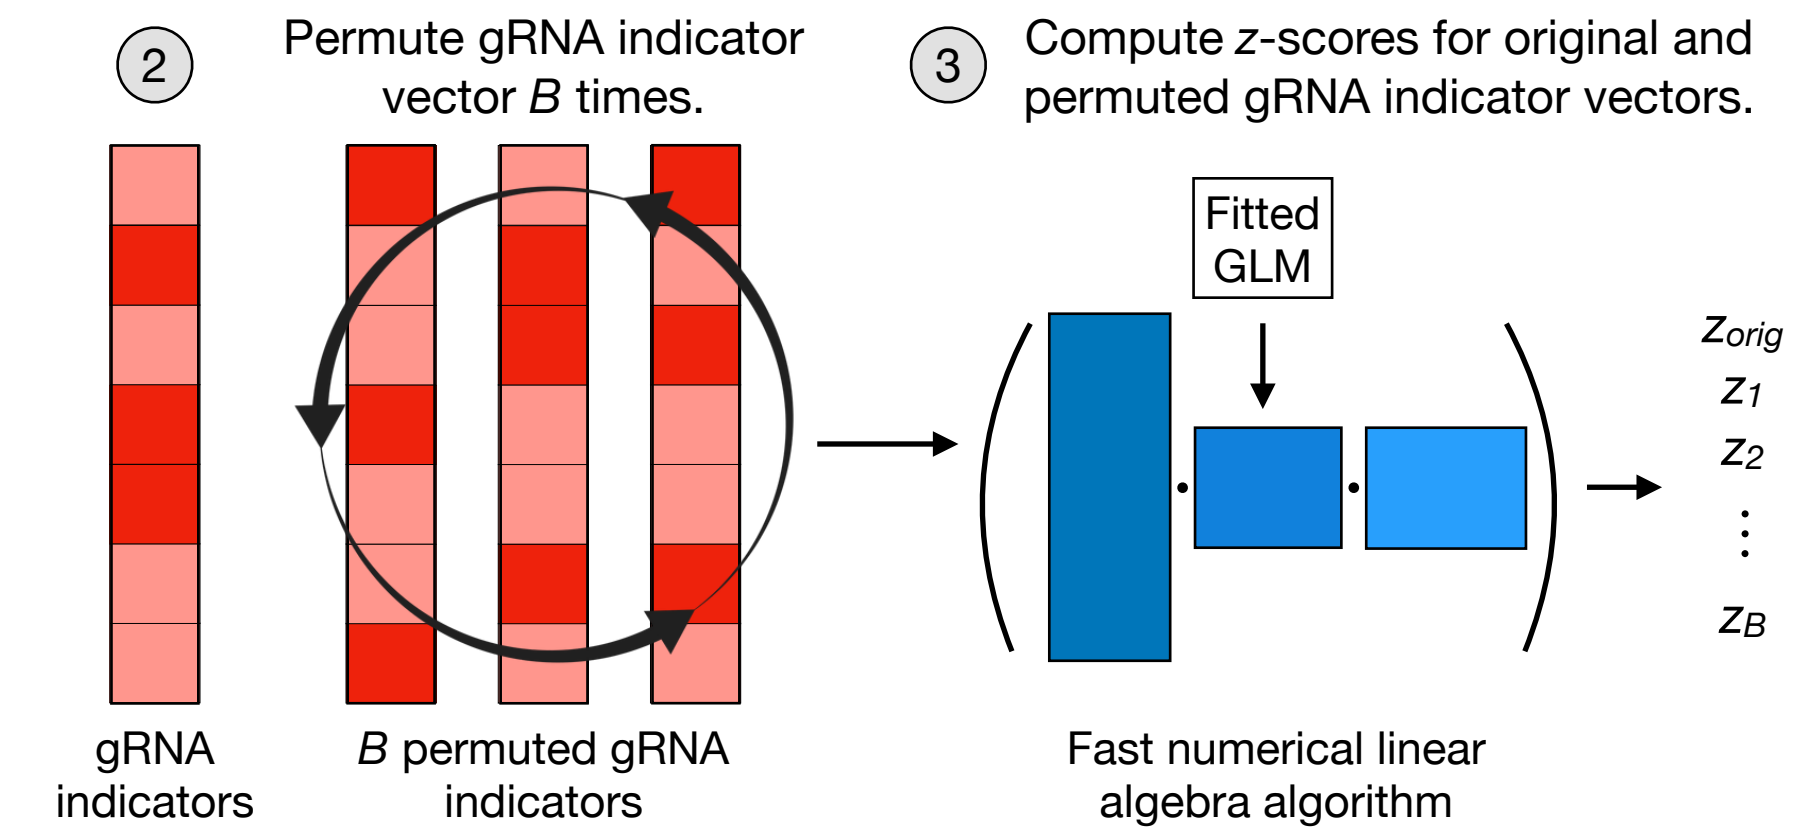 2
Permute gRNA indicator
vector B times.
gRNA
indicators
B permuted gRNA
indicators
3
Compute z-scores for original and
permuted gRNA indicator vectors.
Fitted
GLM
z_orig
z_1
z_2
⋮
z_B
Fast numerical linear
algebra algorithm